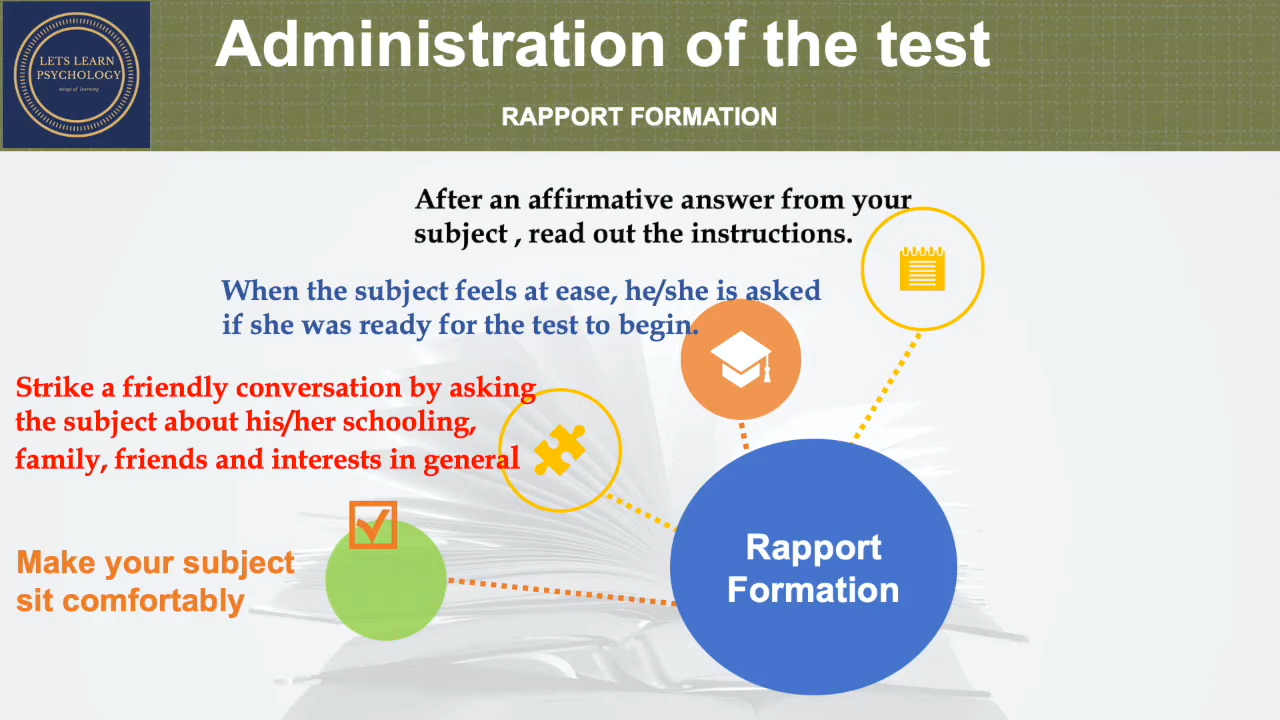 LETS LEARN
PSYCHOLOGY
wings of learning
Administration of the test
RAPPORT FORMATION
After an affirmative answer from your
subject , read out the instructions.
When the subject feels at ease, he/she is asked
if she was ready for the test to begin.
Strike a friendly conversation by asking
the subject about his/her schooling,
family, friends and interests in general
Make your subject
sit comfortably
Rapport
Formation